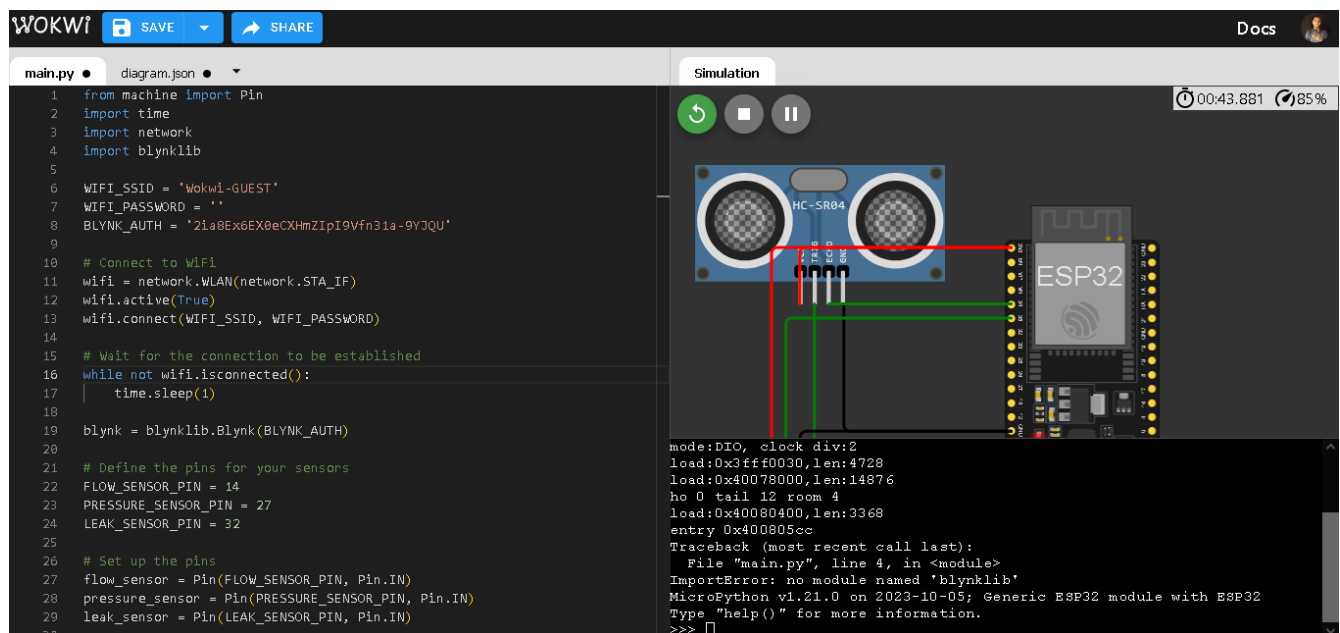 WOKWi SAVE SHARE Docs
main.py ● diagram.json ●
Simulation
1 from machine import Pin
2 import time
3 import network
4 import blynklib
5
6 WIFI_SSID = 'Wokwi-GUEST'
7 WIFI_PASSWORD = ''
8 BLYNK_AUTH = '2ia8Ex6EX0eCXHmZIpI9Vfn31a-9YJQU'
9
10 # Connect to WiFi
11 wifi = network.WLAN(network.STA_IF)
12 wifi.active(True)
13 wifi.connect(WIFI_SSID, WIFI_PASSWORD)
14
15 # Wait for the connection to be established
16 while not wifi.isconnected():
17 time.sleep(1)
18
19 blynk = blynklib.Blynk(BLYNK_AUTH)
20
21 # Define the pins for your sensors
22 FLOW_SENSOR_PIN = 14
23 PRESSURE_SENSOR_PIN = 27
24 LEAK_SENSOR_PIN = 32
25
26 # Set up the pins
27 flow_sensor = Pin(FLOW_SENSOR_PIN, Pin.IN)
28 pressure_sensor = Pin(PRESSURE_SENSOR_PIN, Pin.IN)
29 leak_sensor = Pin(LEAK_SENSOR_PIN, Pin.IN)
00:43.881 85%
HC-SR04
TRIG
ECHO
GND
ESP32
mode:DIO, clock div:2
load:0x3fff0030,len:4728
load:0x40078000,len:14876
ho 0 tail 12 room 4
load:0x40080400,len:3368
entry 0x400805cc
Traceback (most recent call last):
File "main.py", line 4, in <module>
ImportError: no module named 'blynklib'
MicroPython v1.21.0 on 2023-10-05; Generic ESP32 module with ESP32
Type "help()" for more information.
>>>